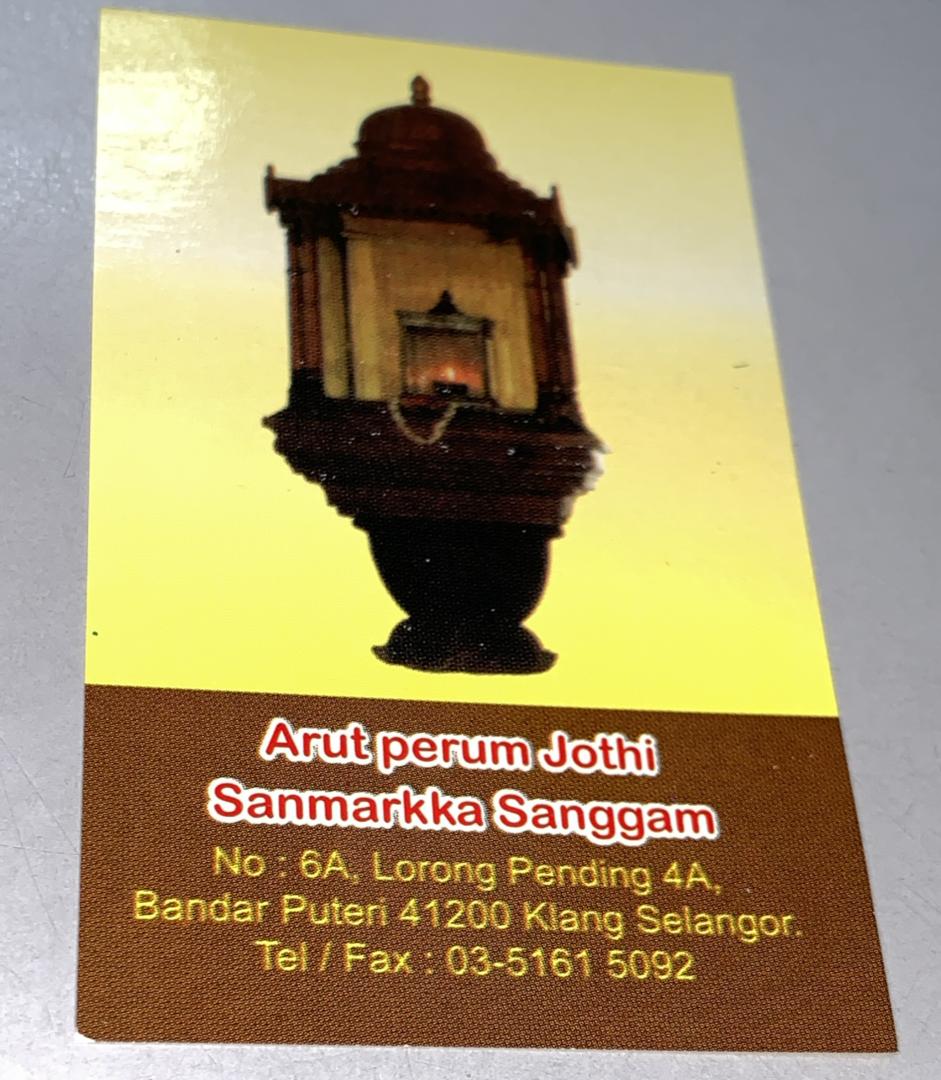 Arut perum Jothi
Sanmarkka Sanggam
No : 6A, Lorong Pending 4A,
Bandar Puteri 41200 Klang Selangor.
Tel / Fax : 03-5161 5092